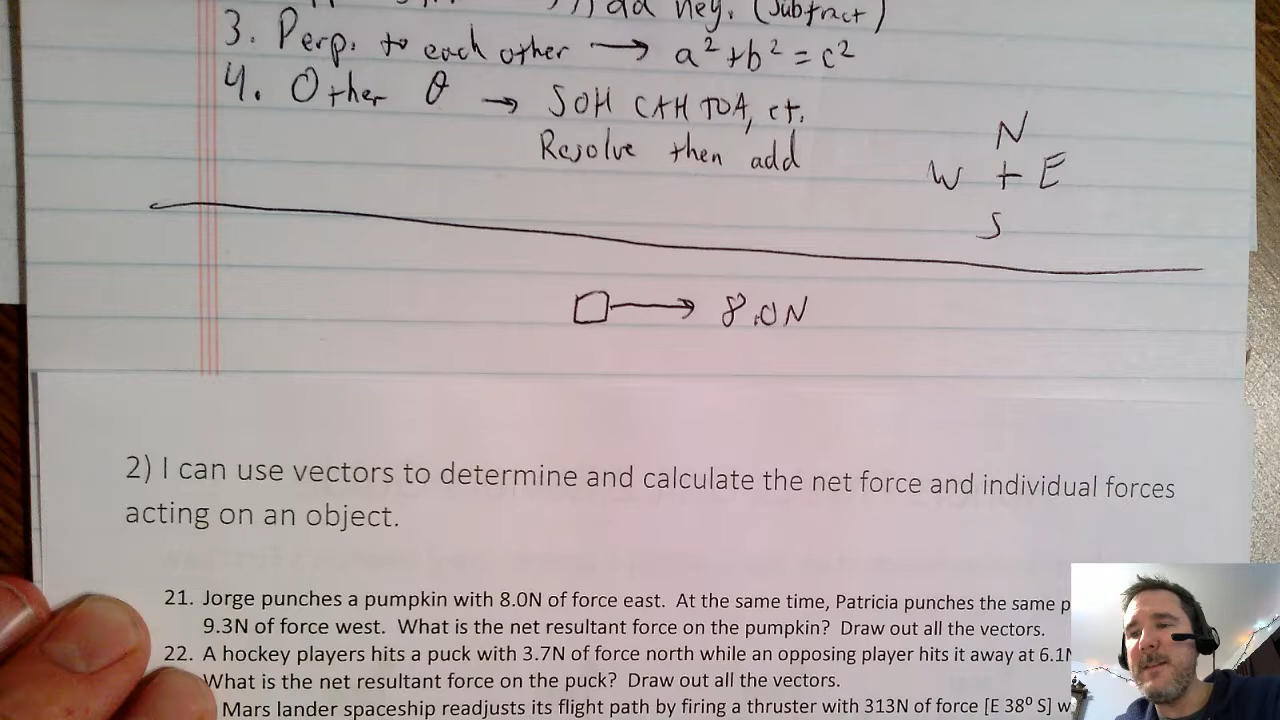 ad neg. (Subtract)
3. Perp. to each other → a² + b² = c²
4. Other θ → SOH CAH TOA, et.
Resolve then add
N
W + E
S
8.0N
2) I can use vectors to determine and calculate the net force and individual forces
acting on an object.
21. Jorge punches a pumpkin with 8.0N of force east. At the same time, Patricia punches the same p
9.3N of force west. What is the net resultant force on the pumpkin? Draw out all the vectors.
22. A hockey players hits a puck with 3.7N of force north while an opposing player hits it away at 6.1N
What is the net resultant force on the puck? Draw out all the vectors.
Mars lander spaceship readjusts its flight path by firing a thruster with 313N of force [E 38º S] w